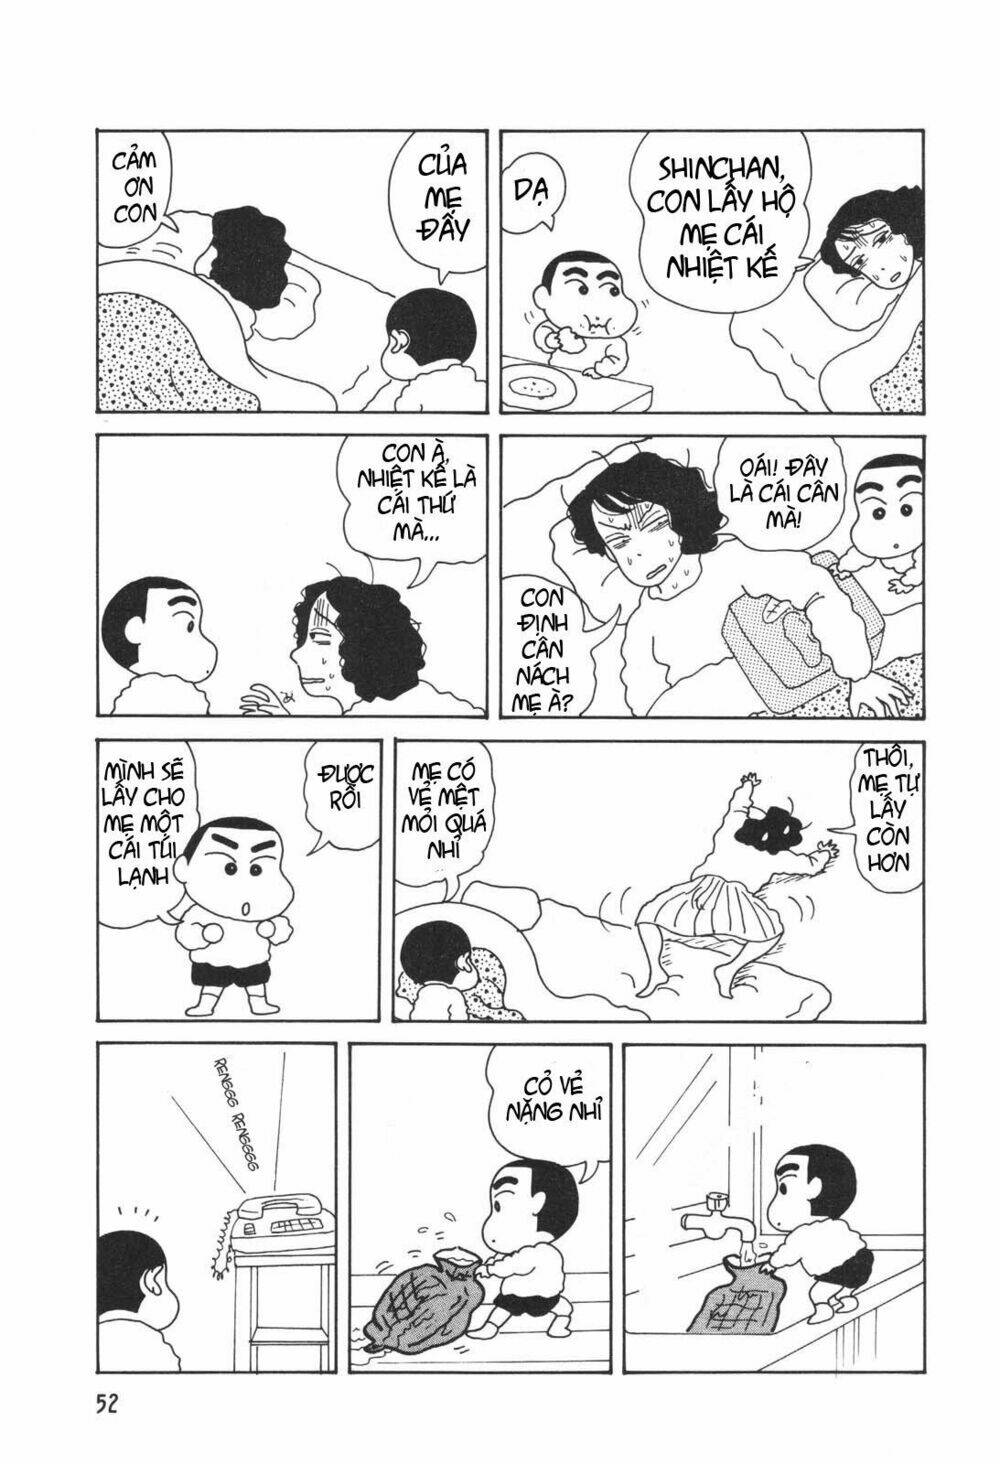 SHINCHAN,
CON LẤY HỘ
MẸ CÁI
NHIỆT KẾ
DẠ
CỦA
MẸ
ĐẤY
CẢM
ƠN
CON
OÁI! ĐÂY
LÀ CÁI CÂN
MÀ!
CON
ĐỊNH
CÂN
NÁCH
MẸ À?
CON À,
NHIỆT KẾ LÀ
CÁI THỨ
MÀ...
THÔI,
MẸ TỰ
LẤY
CÒN
HƠN
MẸ CÓ
VẺ MỆT
MỎI QUÁ
NHỈ
ĐƯỢC
RỒI
MÌNH SẼ
LẤY CHO
MẸ MỘT
CÁI TÚI
LẠNH
CỎ VẺ
NẶNG NHỈ
RENGGG RENGGGG
52